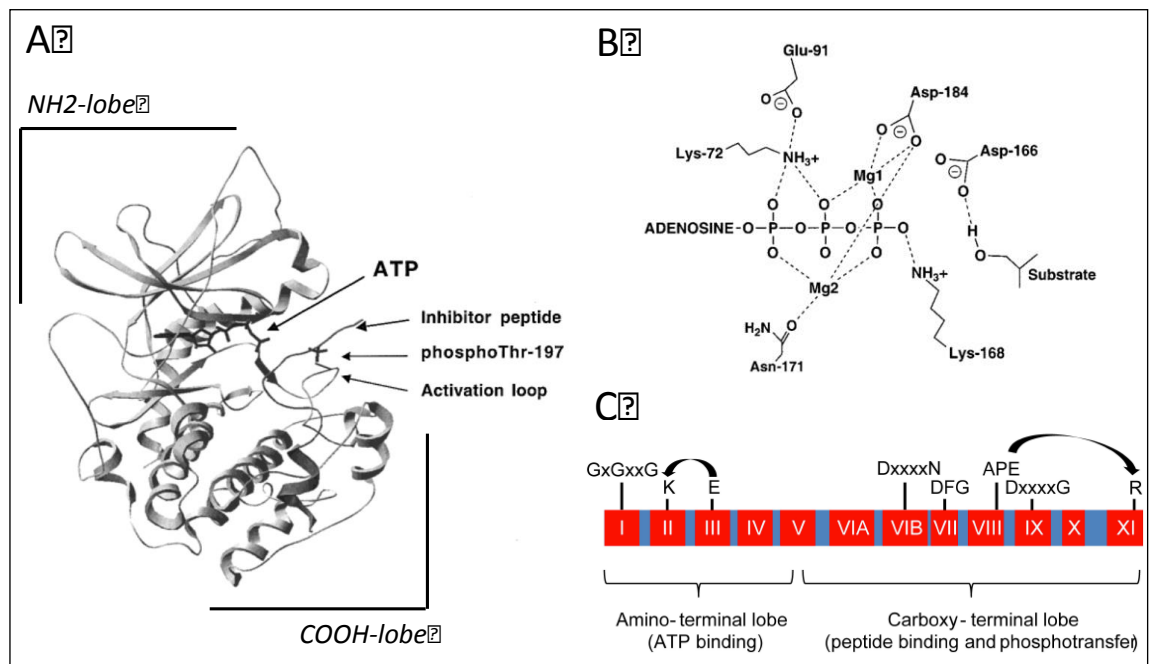 A⍰
NH2-lobe⍰
ATP
Inhibitor peptide
phosphoThr-197
Activation loop
COOH-lobe⍰
B⍰
Glu-91
Asp-184
O O O
Lys-72 NH₃+ Asp-166
Mg1
O O O O
H
ADENOSINE-O-P-O-P-O-P-O
O O O O
NH₃+ Substrate
Mg2
H₂N O
Asn-171 Lys-168
C⍰
GxGxxG K E DxxxxN DFG APE DxxxxG R
I II III IV V VIA VIB VII VIII IX X XI
Amino-terminal lobe
(ATP binding)
Carboxy-terminal lobe
(peptide binding and phosphotransfer)